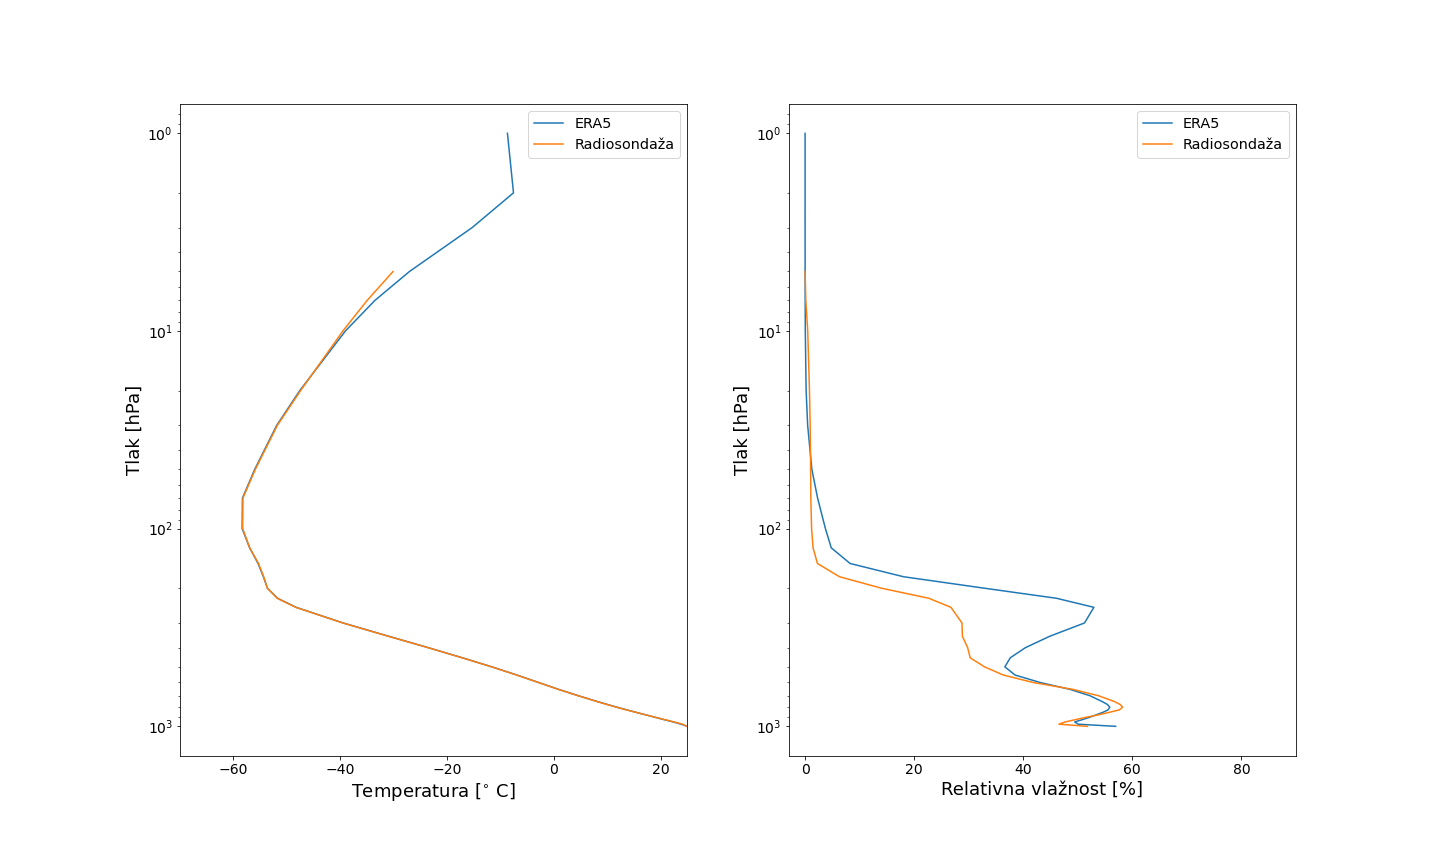 ERA5
Radiosondaža
10⁰
10¹
10²
10³
Tlak [hPa]
−60
−40
−20
0
20
Temperatura [° C]
ERA5
Radiosondaža
10⁰
10¹
10²
10³
Tlak [hPa]
0
20
40
60
80
Relativna vlažnost [%]